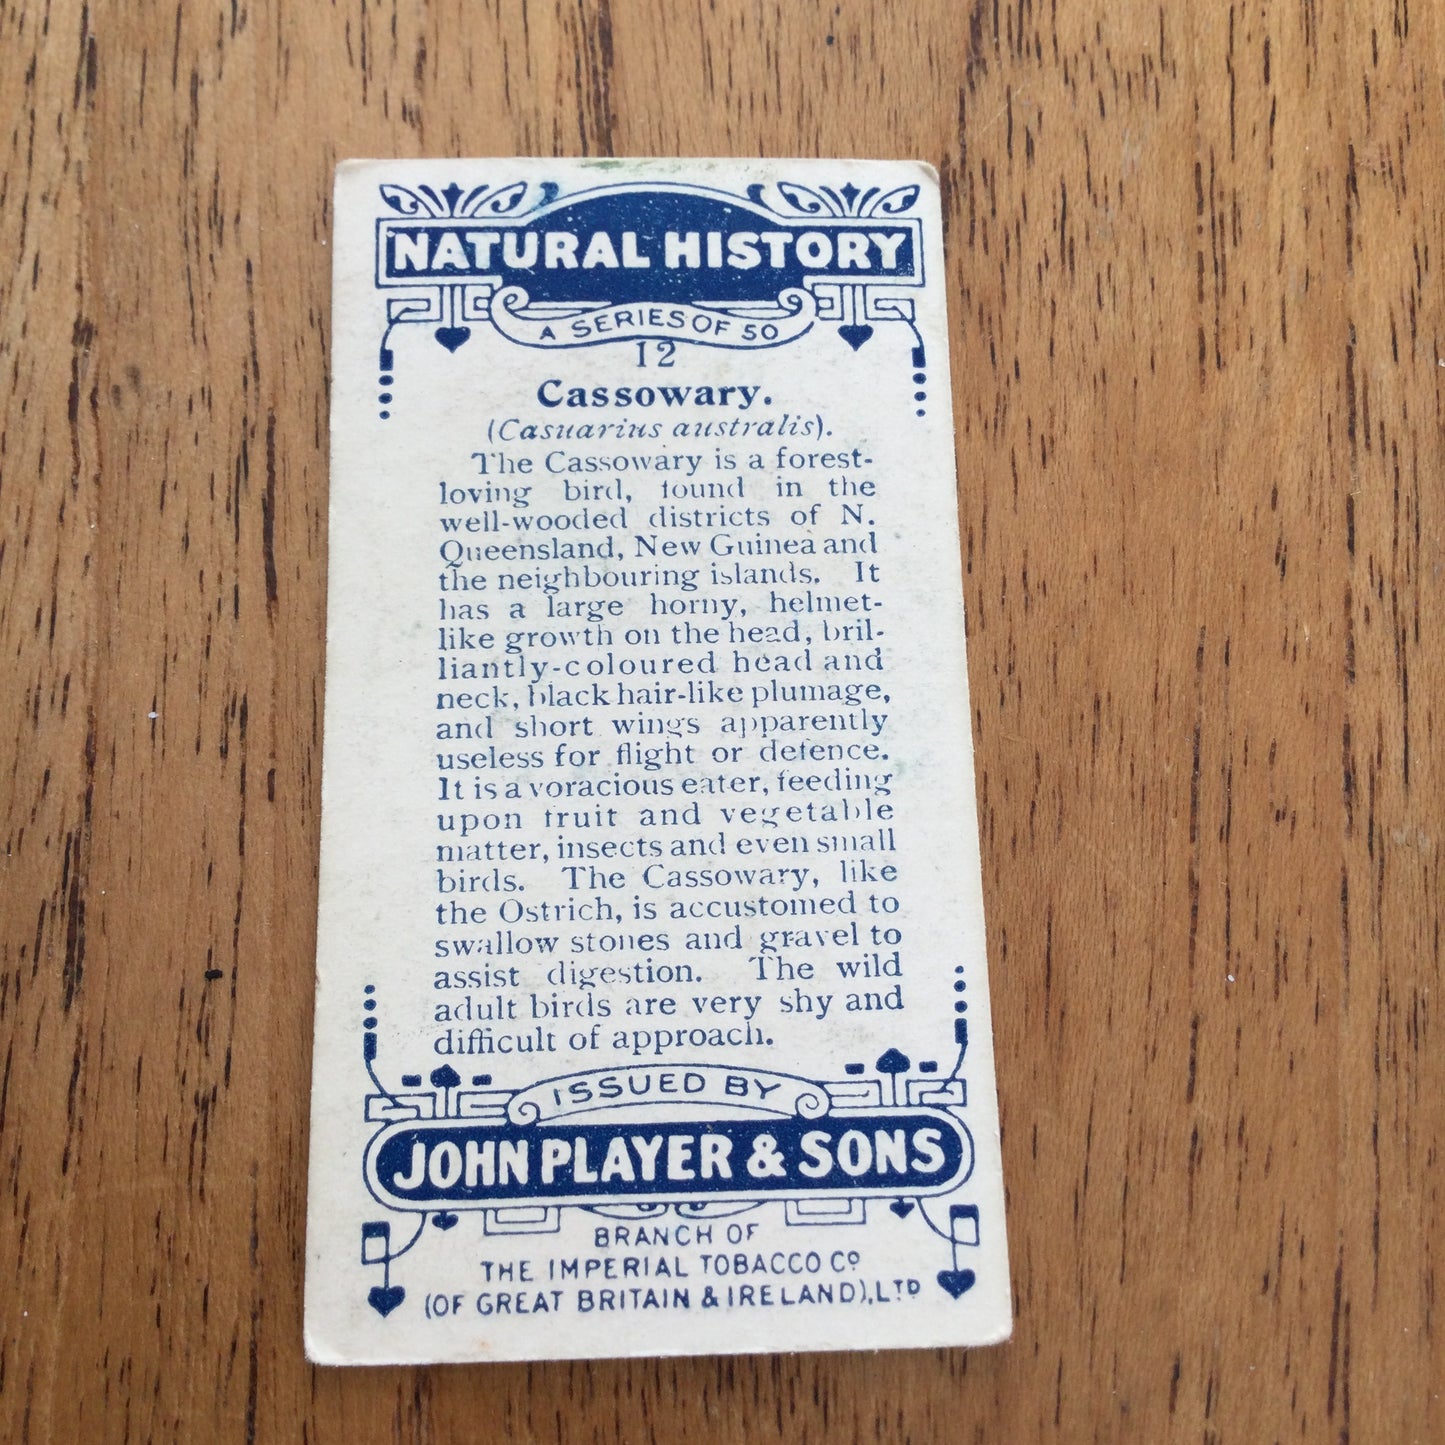 NATURAL HISTORY
A SERIES OF 50
12
Cassowary.
(Casuarius australis).
The Cassowary is a forest-
loving bird, found in the
well-wooded districts of N.
Queensland, New Guinea and
the neighbouring islands. It
has a large horny, helmet-
like growth on the head, bril-
liantly-coloured head and
neck, black hair-like plumage,
and short wings apparently
useless for flight or defence.
It is a voracious eater, feeding
upon fruit and vegetable
matter, insects and even small
birds. The Cassowary, like
the Ostrich, is accustomed to
swallow stones and gravel to
assist digestion. The wild
adult birds are very shy and
difficult of approach.
ISSUED BY
JOHN PLAYER & SONS
BRANCH OF
THE IMPERIAL TOBACCO Cº
(OF GREAT BRITAIN & IRELAND), LTD